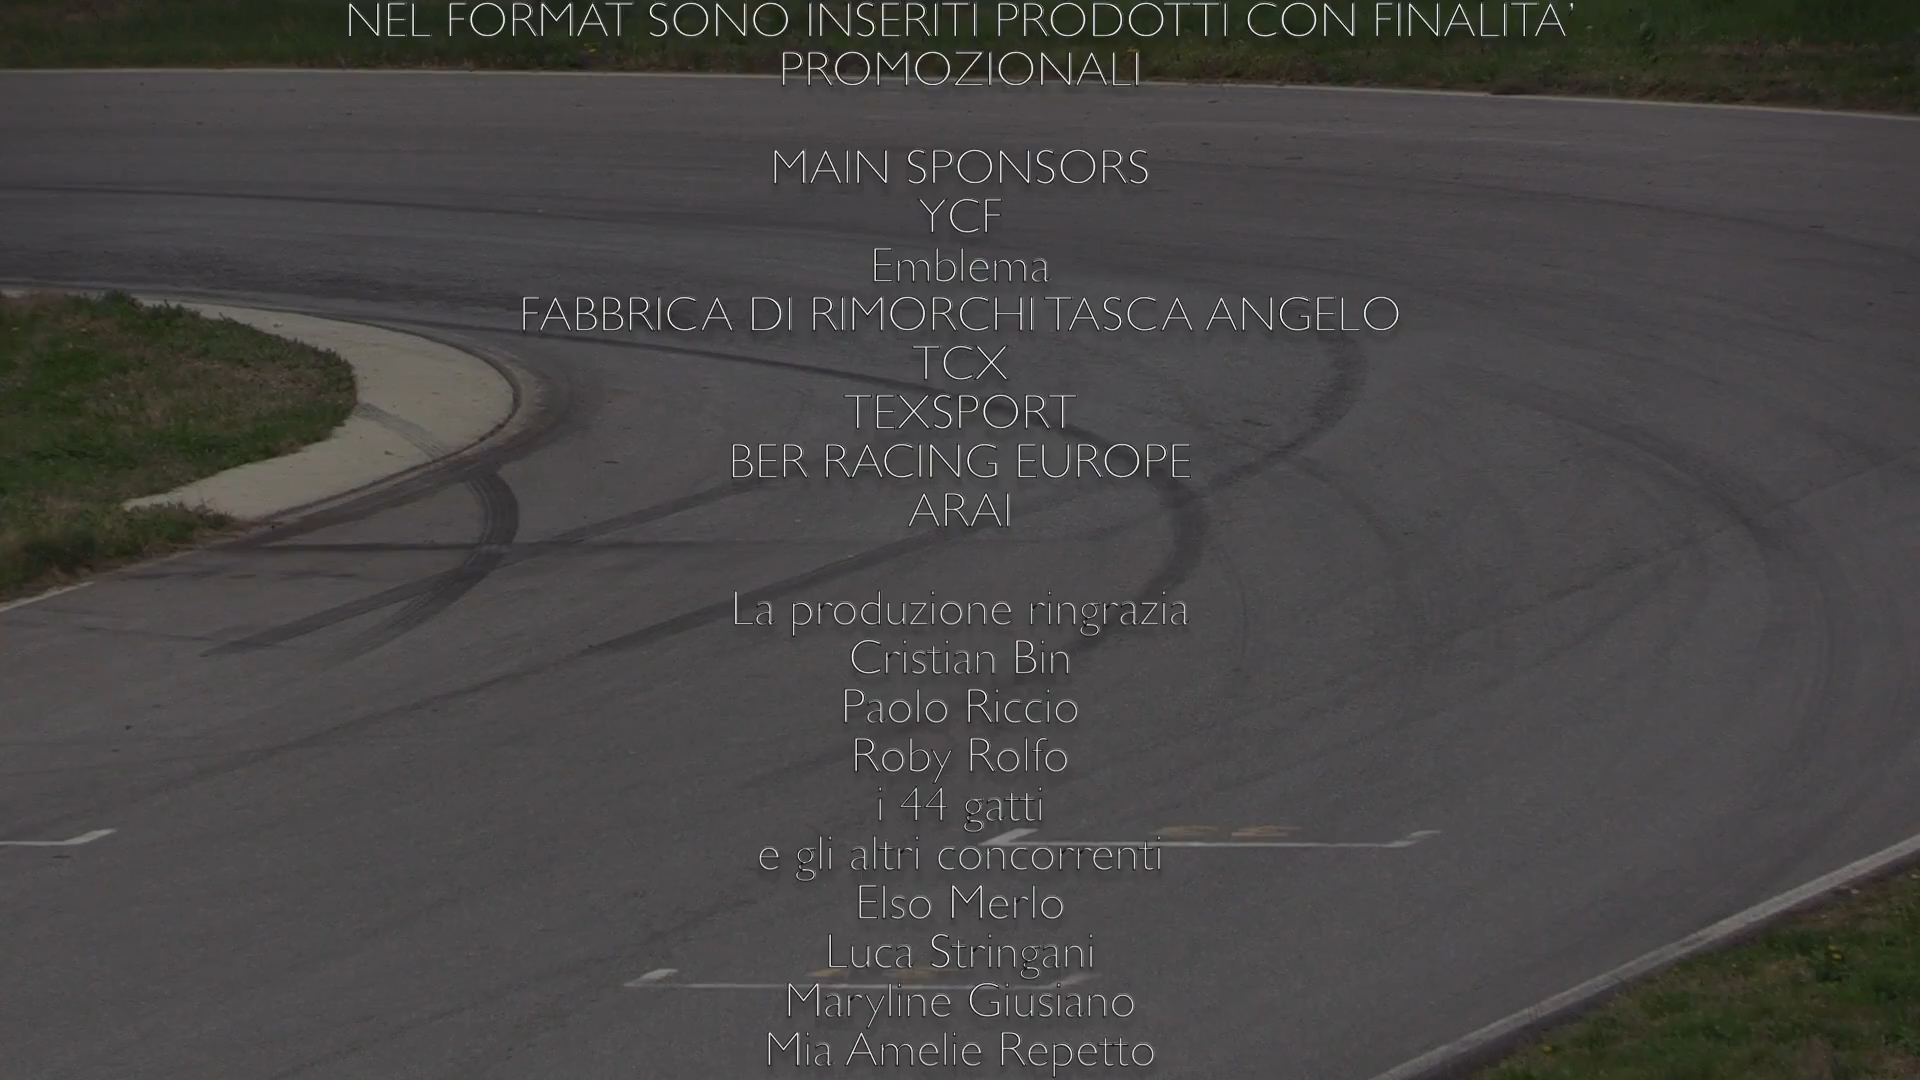 NEL FORMAT SONO INSERITI PRODOTTI CON FINALITA'
PROMOZIONALI
MAIN SPONSORS
YCF
Emblema
FABBRICA DI RIMORCHI TASCA ANGELO
TCX
TEXSPORT
BER RACING EUROPE
ARAI
La produzione ringrazia
Cristian Bin
Paolo Riccio
Roby Rolfo
i 44 gatti
e gli altri concorrenti
Elso Merlo
Luca Stringani
Maryline Giusiano
Mia Amelie Repetto